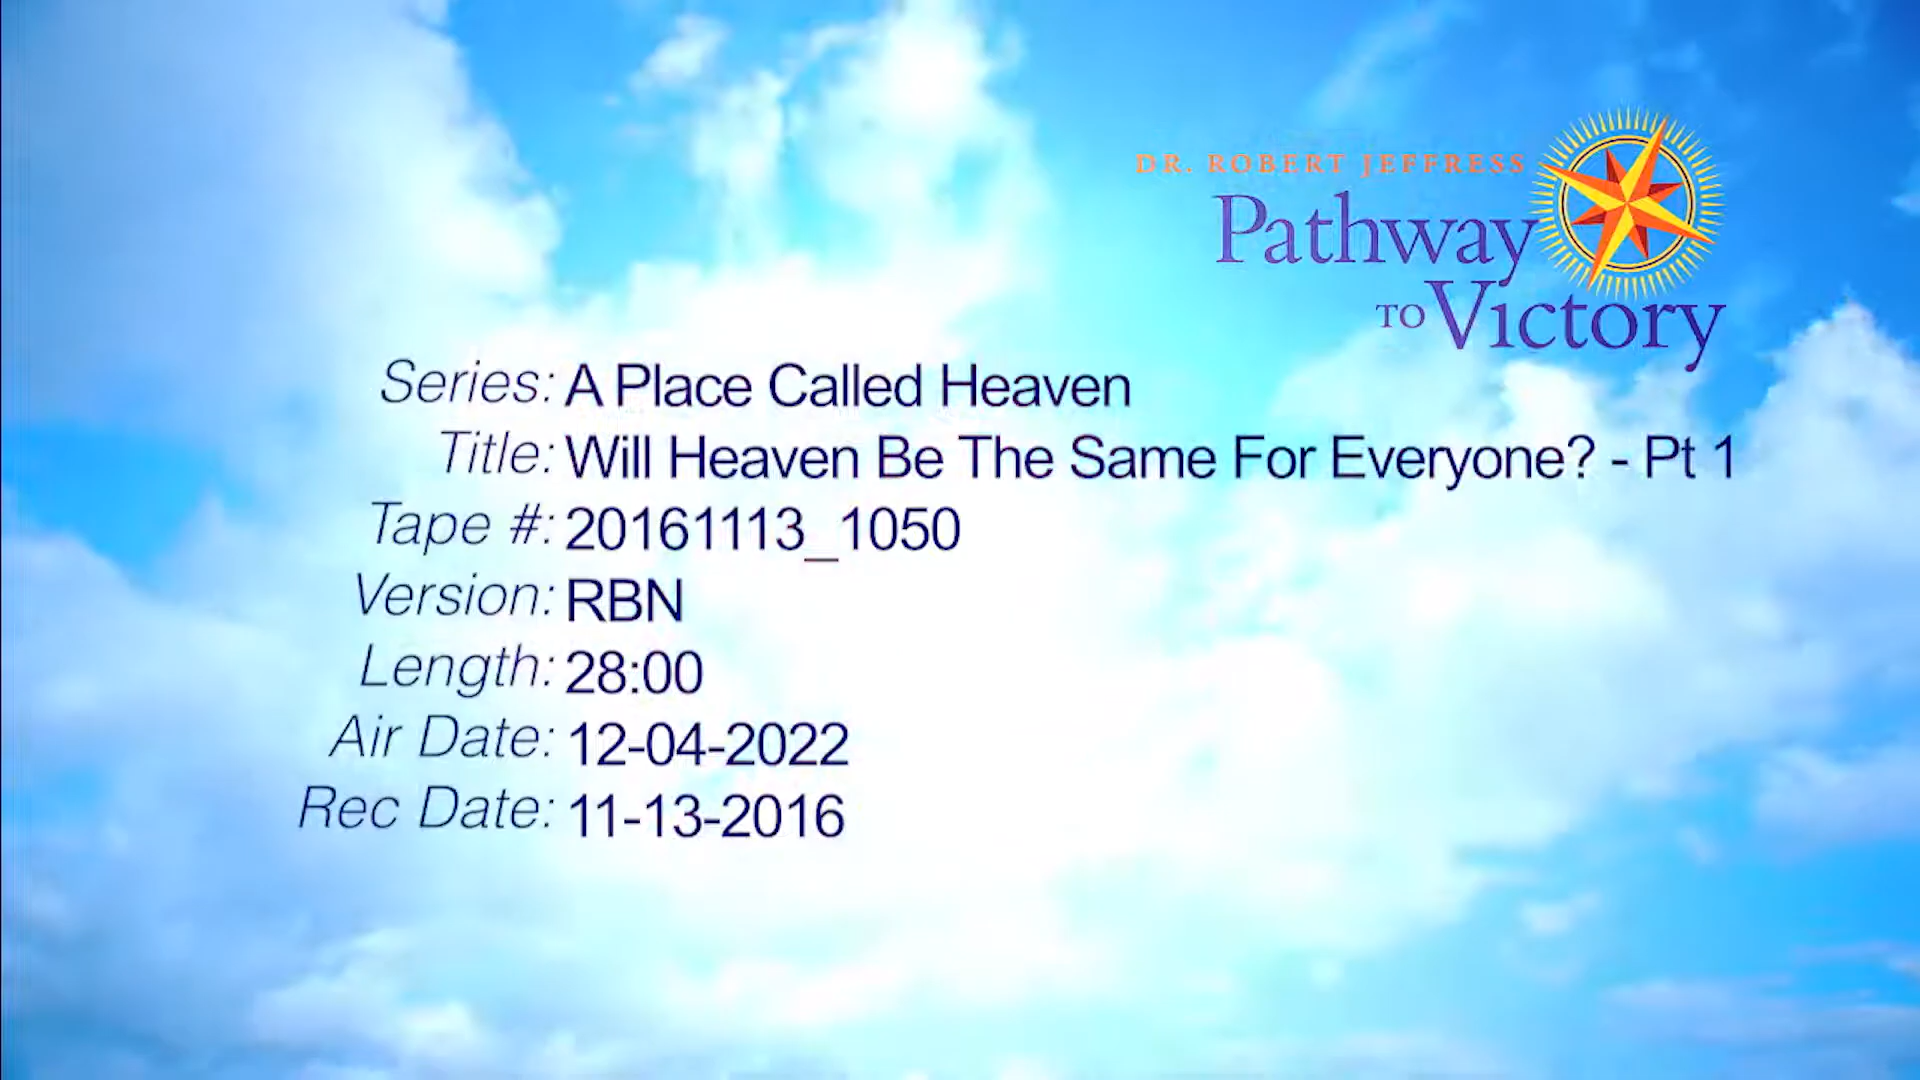 DR. ROBERT JEFFRESS
Pathway
TO Victory
Series: A Place Called Heaven
Title: Will Heaven Be The Same For Everyone? - Pt 1
Tape #: 20161113_1050
Version: RBN
Length: 28:00
Air Date: 12-04-2022
Rec Date: 11-13-2016